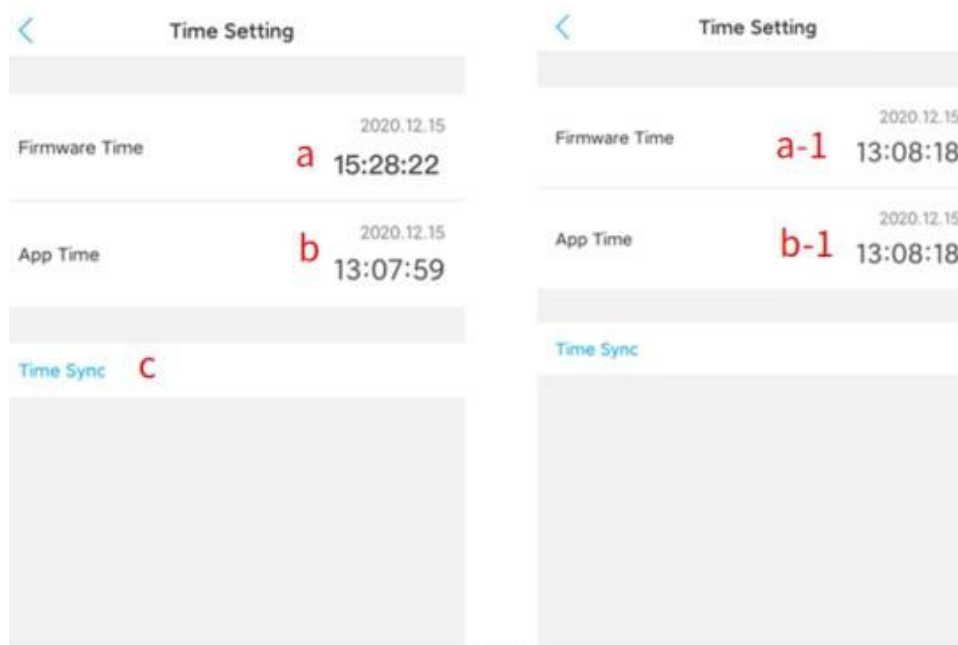 Time Setting
2020.12.15
Firmware Time a 15:28:22
2020.12.15
App Time b 13:07:59
Time Sync c
Time Setting
2020.12.15
Firmware Time a-1 13:08:18
2020.12.15
App Time b-1 13:08:18
Time Sync